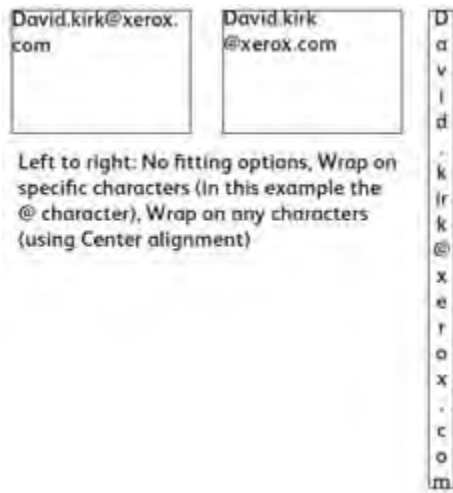 David.kirk@xerox.
com
David.kirk
@xerox.com
Left to right: No fitting options, Wrap on
specific characters (in this example the
@ character), Wrap on any characters
(using Center alignment)
D
a
v
i
d
.
k
ir
k
@
x
e
r
o
x
.
c
o
m